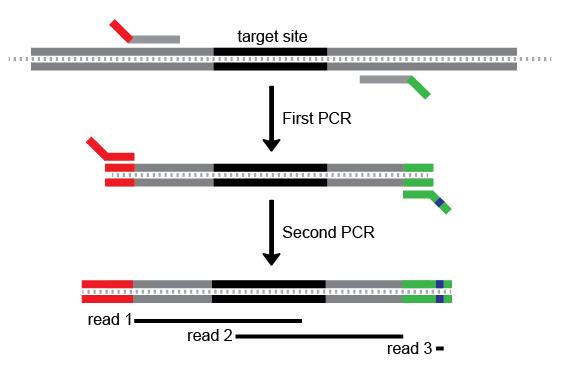 target site
First PCR
Second PCR
read 1
read 2
read 3